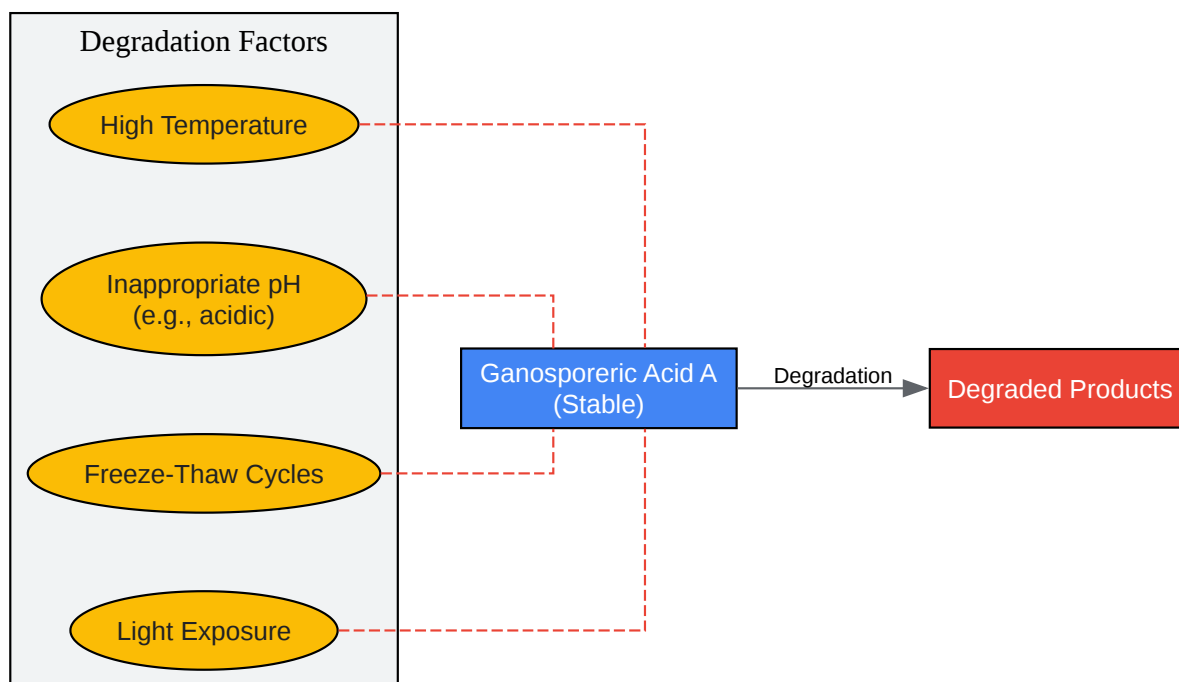 Degradation Factors
High Temperature
Inappropriate pH
(e.g., acidic)
Freeze-Thaw Cycles
Light Exposure
Ganosporeric Acid A
(Stable)
Degradation
Degraded Products